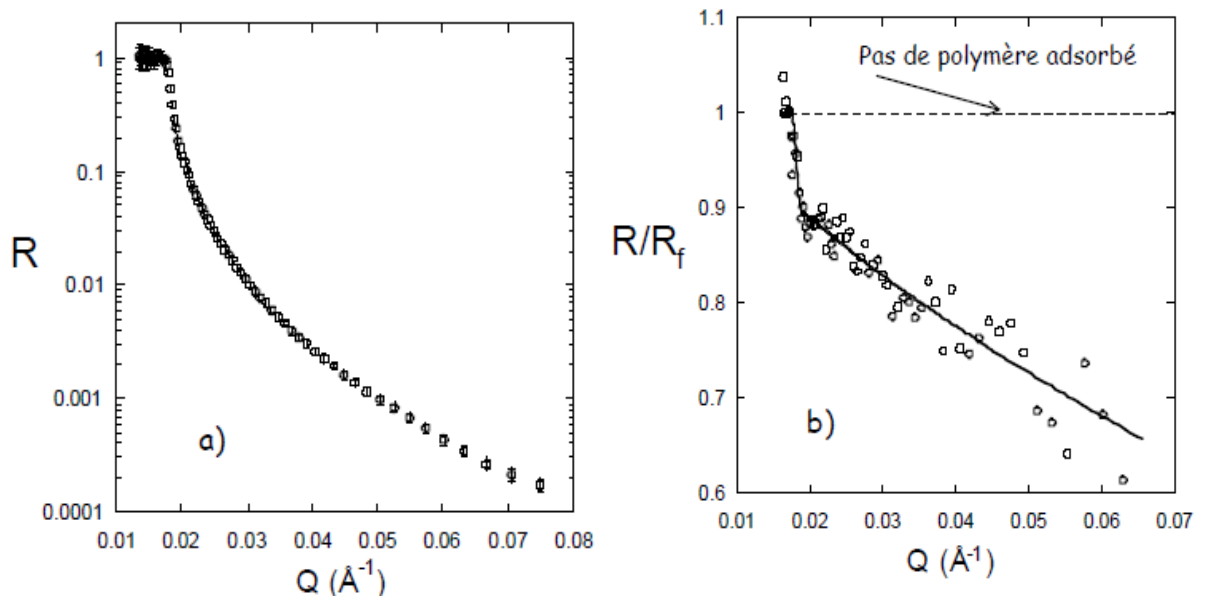 1
0.1
0.01
0.001
0.0001
R
a)
0.01 0.02 0.03 0.04 0.05 0.06 0.07 0.08
Q (Å⁻¹)
1.1
1
0.9
0.8
0.7
0.6
R/R_f
Pas de polymère adsorbé
b)
0.01 0.02 0.03 0.04 0.05 0.06 0.07
Q (Å⁻¹)